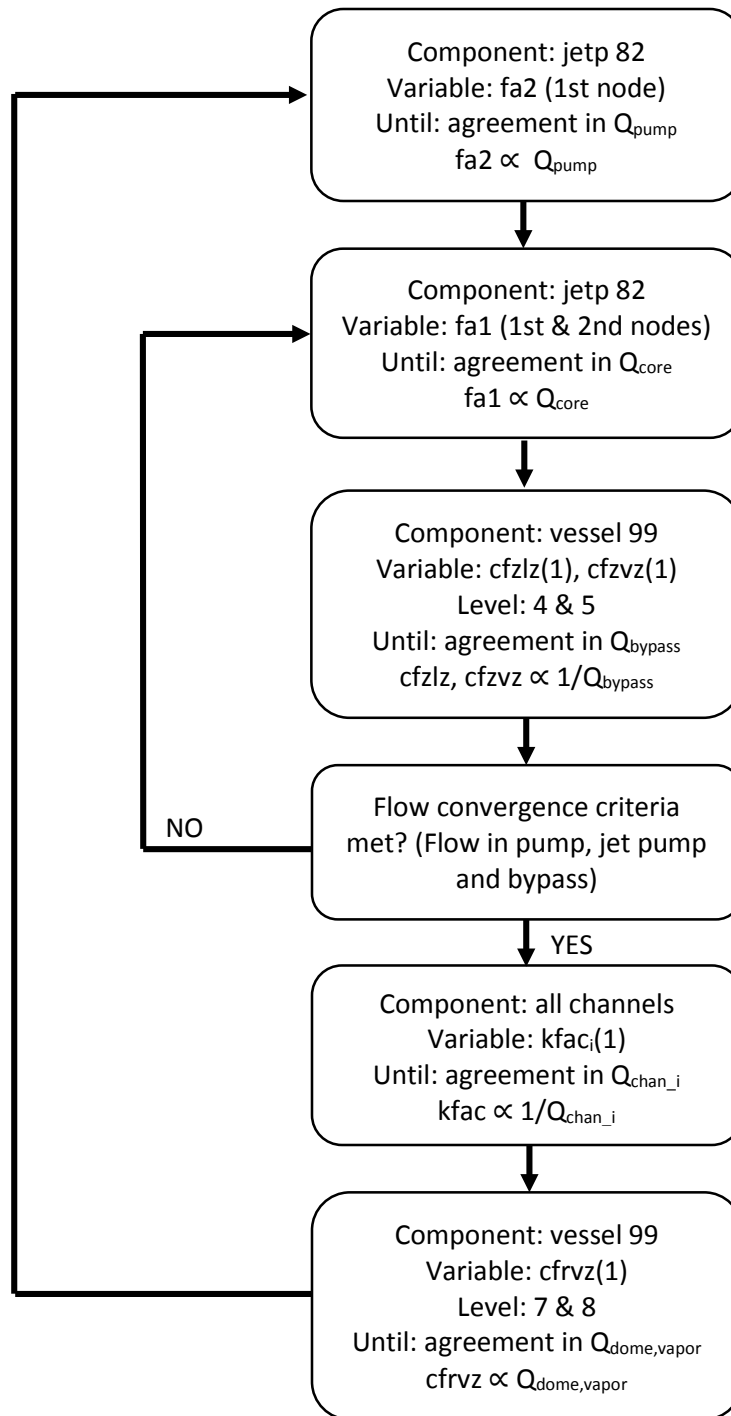 Component: jetp 82
Variable: fa2 (1st node)
Until: agreement in Qpump
fa2 ∝ Qpump
Component: jetp 82
Variable: fa1 (1st & 2nd nodes)
Until: agreement in Qcore
fa1 ∝ Qcore
Component: vessel 99
Variable: cfzlz(1), cfzvz(1)
Level: 4 & 5
Until: agreement in Qbypass
cfzlz, cfzvz ∝ 1/Qbypass
Flow convergence criteria
met? (Flow in pump, jet pump
and bypass)
NO
YES
Component: all channels
Variable: kfaci(1)
Until: agreement in Qchan_i
kfac ∝ 1/Qchan_i
Component: vessel 99
Variable: cfrvz(1)
Level: 7 & 8
Until: agreement in Qdome,vapor
cfrvz ∝ Qdome,vapor